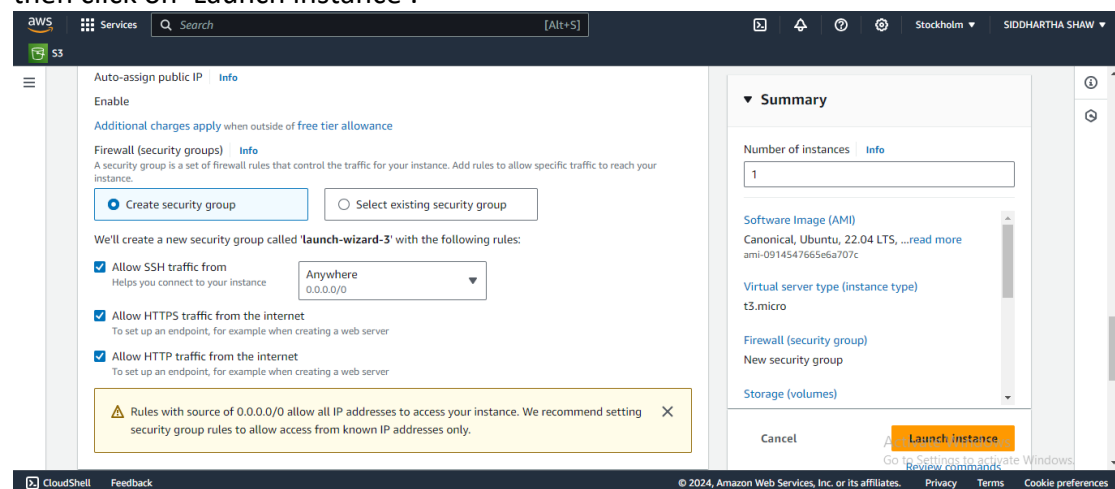 then click on 'Launch instance'.
aws Services Search [Alt+S] Stockholm ▼ SIDDHARTHA SHAW ▼
S3
Auto-assign public IP Info
Enable
Additional charges apply when outside of free tier allowance
Firewall (security groups) Info
A security group is a set of firewall rules that control the traffic for your instance. Add rules to allow specific traffic to reach your
instance.
Create security group
Select existing security group
We'll create a new security group called 'launch-wizard-3' with the following rules:
Allow SSH traffic from
Helps you connect to your instance
Anywhere
0.0.0.0/0
Allow HTTPS traffic from the internet
To set up an endpoint, for example when creating a web server
Allow HTTP traffic from the internet
To set up an endpoint, for example when creating a web server
Rules with source of 0.0.0.0/0 allow all IP addresses to access your instance. We recommend setting
security group rules to allow access from known IP addresses only.
▼ Summary
Number of instances Info
1
Software Image (AMI)
Canonical, Ubuntu, 22.04 LTS, ...read more
ami-0914547665e6a707c
Virtual server type (instance type)
t3.micro
Firewall (security group)
New security group
Storage (volumes)
Cancel
Launch instance
Go to Settings to activate Windows.
Review commands
CloudShell Feedback © 2024, Amazon Web Services, Inc. or its affiliates. Privacy Terms Cookie preferences